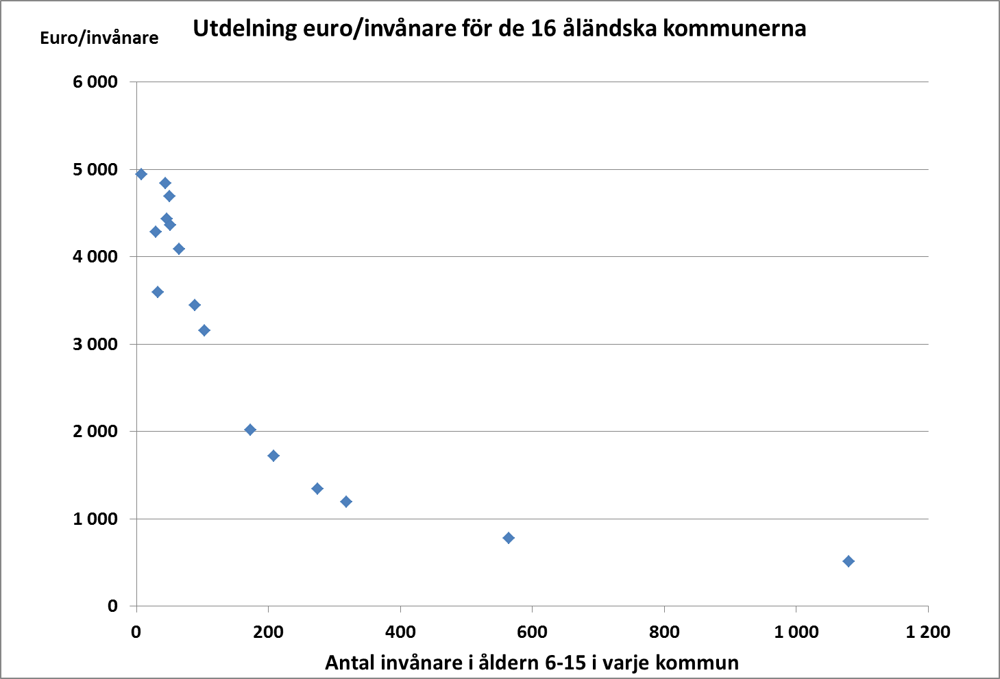 Utdelning euro/invånare för de 16 åländska kommunerna
Euro/invånare
6 000
5 000
4 000
3 000
2 000
1 000
0
0 200 400 600 800 1 000 1 200
Antal invånare i åldern 6-15 i varje kommun